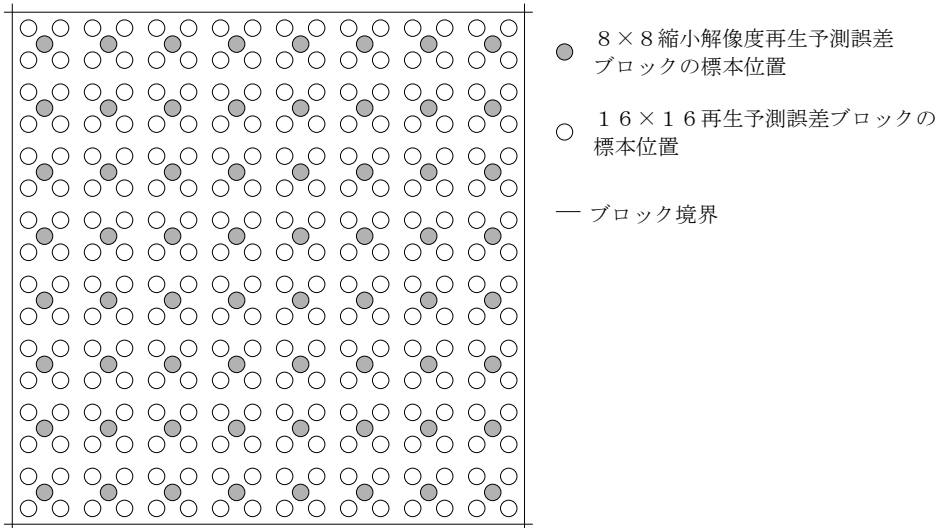 ８×８縮小解像度再生予測誤差
ブロックの標本位置
１６×１６再生予測誤差ブロックの
標本位置
ブロック境界